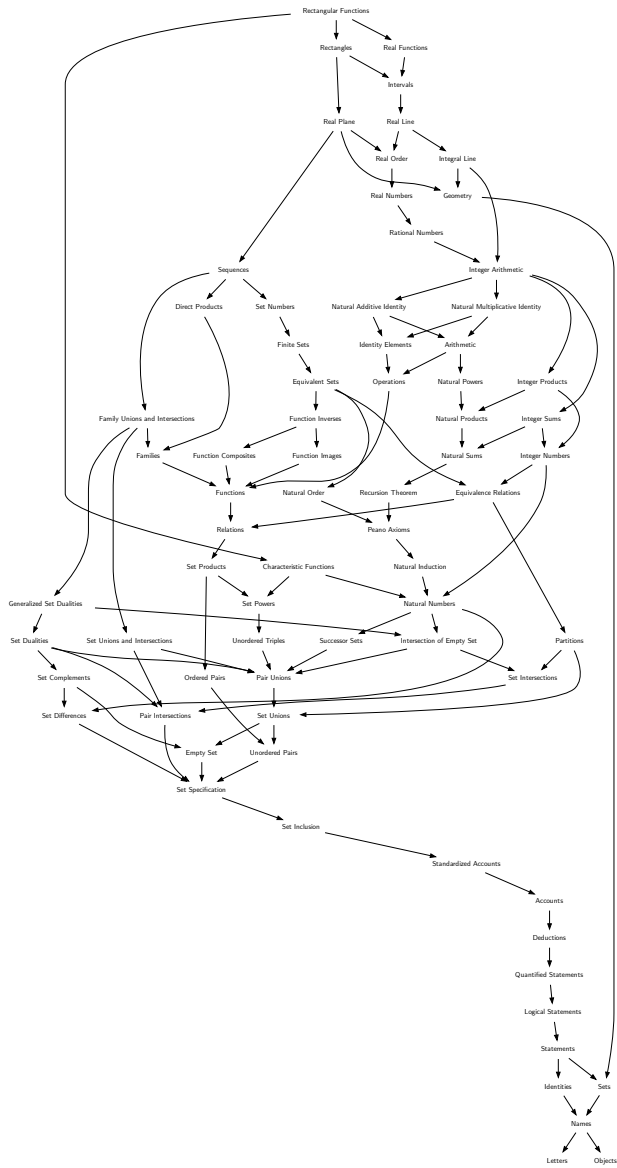 Rectangular Functions
Rectangles
Real Functions
Intervals
Real Plane
Real Line
Real Order
Integral Line
Real Numbers
Geometry
Rational Numbers
Sequences
Integer Arithmetic
Direct Products
Set Numbers
Natural Additive Identity
Natural Multiplicative Identity
Finite Sets
Identity Elements
Arithmetic
Equivalent Sets
Operations
Natural Powers
Integer Products
Family Unions and Intersections
Function Inverses
Natural Products
Integer Sums
Families
Function Composites
Function Images
Natural Sums
Integer Numbers
Functions
Natural Order
Recursion Theorem
Equivalence Relations
Relations
Peano Axioms
Set Products
Characteristic Functions
Natural Induction
Generalized Set Dualities
Set Powers
Natural Numbers
Set Dualities
Set Unions and Intersections
Unordered Triples
Successor Sets
Intersection of Empty Set
Partitions
Set Complements
Ordered Pairs
Pair Unions
Set Intersections
Set Differences
Pair Intersections
Set Unions
Empty Set
Unordered Pairs
Set Specification
Set Inclusion
Standardized Accounts
Accounts
Deductions
Quantified Statements
Logical Statements
Statements
Identities
Sets
Names
Letters
Objects